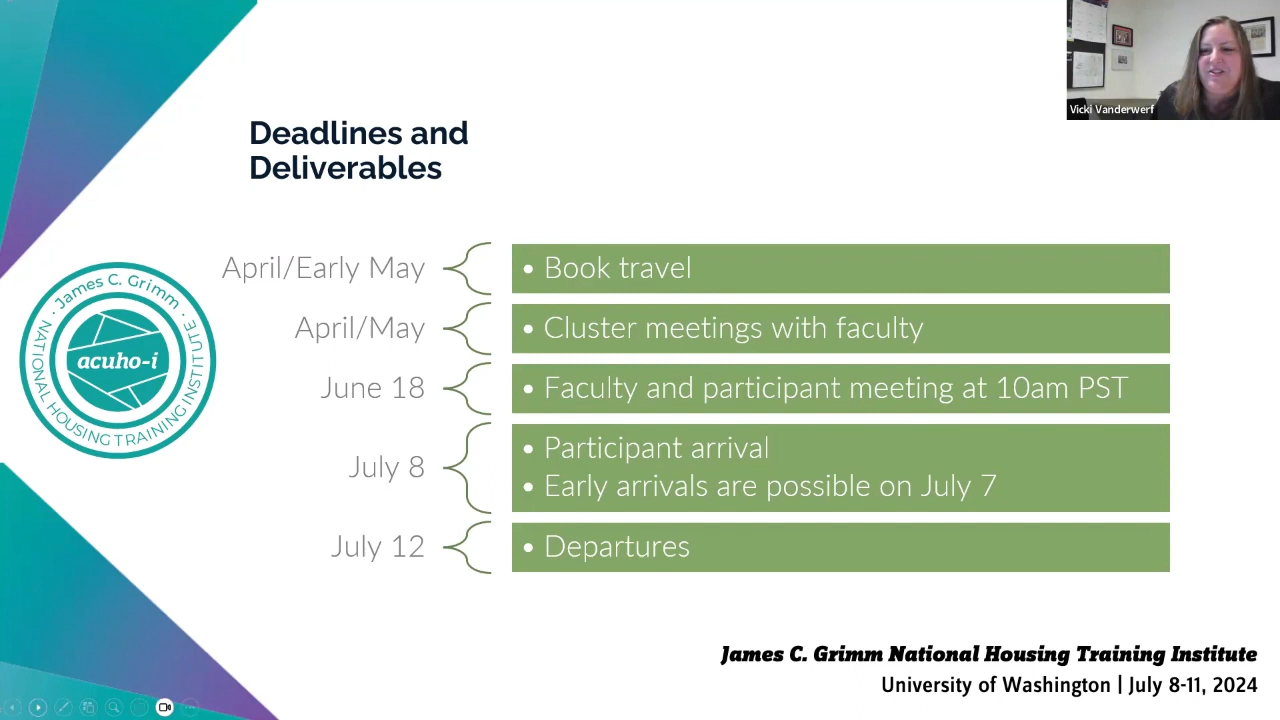 Vicki Vanderwerf
Deadlines and
Deliverables
April/Early May
• Book travel
April/May
• Cluster meetings with faculty
June 18
• Faculty and participant meeting at 10am PST
July 8
• Participant arrival
• Early arrivals are possible on July 7
July 12
• Departures
· James C. Grimm ·
NATIONAL HOUSING TRAINING INSTITUTE
acuho-i
James C. Grimm National Housing Training Institute
University of Washington | July 8-11, 2024